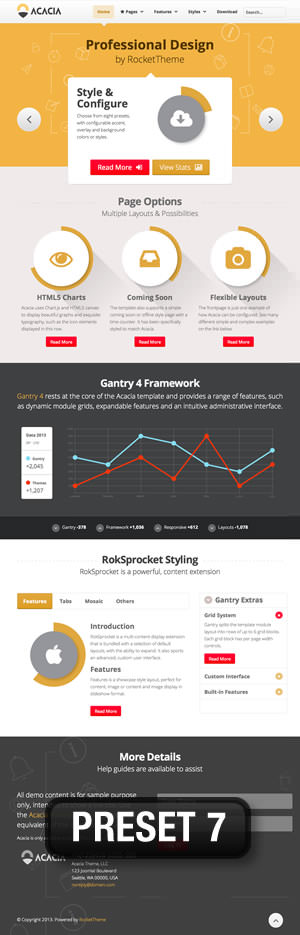 ACACIA
Home
Pages
Features
Styles
Download
Search...
Professional Design
by RocketTheme
Style &
Configure
Choose from eight presets,
with configurable accent,
overlay and background
colors or styles.
Read More
View Stats
Page Options
Multiple Layouts & Possibilities
HTML5 Charts
Acacia uses Chart.js and HTML5 canvas
to display beautiful graphs and exquisite
typography, such as the icon elements
displayed in this row.
Read More
Coming Soon
The template also supports a simple
coming soon or offline style page with a
time counter. It has been specifically
styled to match Acacia.
Read More
Flexible Layouts
The frontpage is just one example of
how Acacia can be configured. See many
different simple and complex examples
on the link below.
Read More
Gantry 4 Framework
Gantry 4 rests at the core of the Acacia template and provides a range of features, such
as dynamic module grids, expandable features and an intuitive administrative interface.
Data 2013
Gantry
+2,045
Themes
+1,207
Gantry -378
Framework +1,036
Responsive +612
Layouts -1,078
RokSprocket Styling
RokSprocket is a powerful, content extension
Features
Tabs
Mosaic
Others
Introduction
RokSprocket is a multi-content display extension
that is bundled with a selection of default
layouts, with the ability to expand. It also sports
an advanced, custom user interface.
Features
Features is a showcase style layout, perfect for
content, image or content and image display in
slideshow format.
Read More
Gantry Extras
Grid System
Gantry splits the template module
layout into rows of up to 6 grid blocks.
Each grid block has per page width
controls.
Read More
Custom Interface
Built-in Features
More Details
Help guides are available to assist
All demo content is for sample purpose
only, inten
the Acacia
equivalen
PRESET 7
Acacia is only a
ACACIA
Acacia Theme, LLC
123 Joomla! Boulevard
Seattle, WA 00000, USA
noreply@domain.com
© Copyright 2013. Powered by RocketTheme